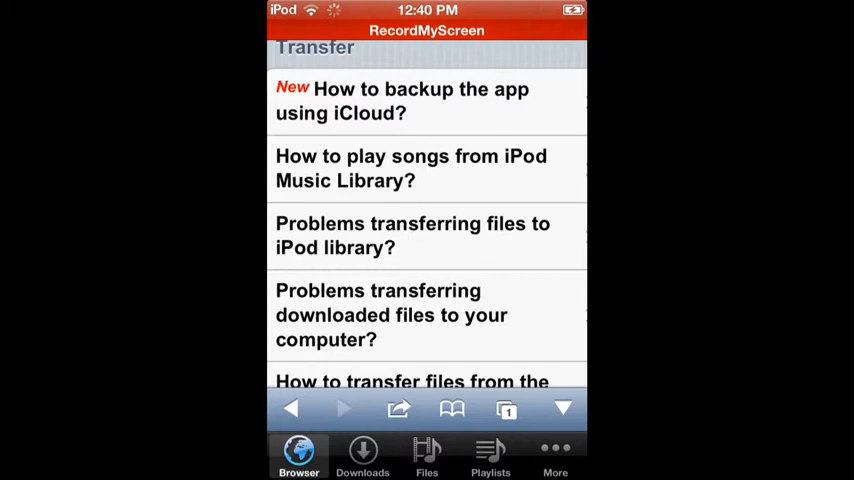 iPod 12:40 PM
RecordMyScreen
Transfer
New How to backup the app
using iCloud?
How to play songs from iPod
Music Library?
Problems transferring files to
iPod library?
Problems transferring
downloaded files to your
computer?
How to transfer files from the
1
Browser Downloads Files Playlists More